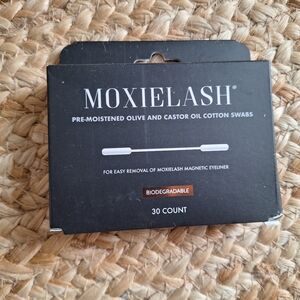 MOXIELASH®
PRE-MOISTENED OLIVE AND CASTOR OIL COTTON SWABS
FOR EASY REMOVAL OF MOXIELASH MAGNETIC EYELINER
BIODEGRADABLE
30 COUNT